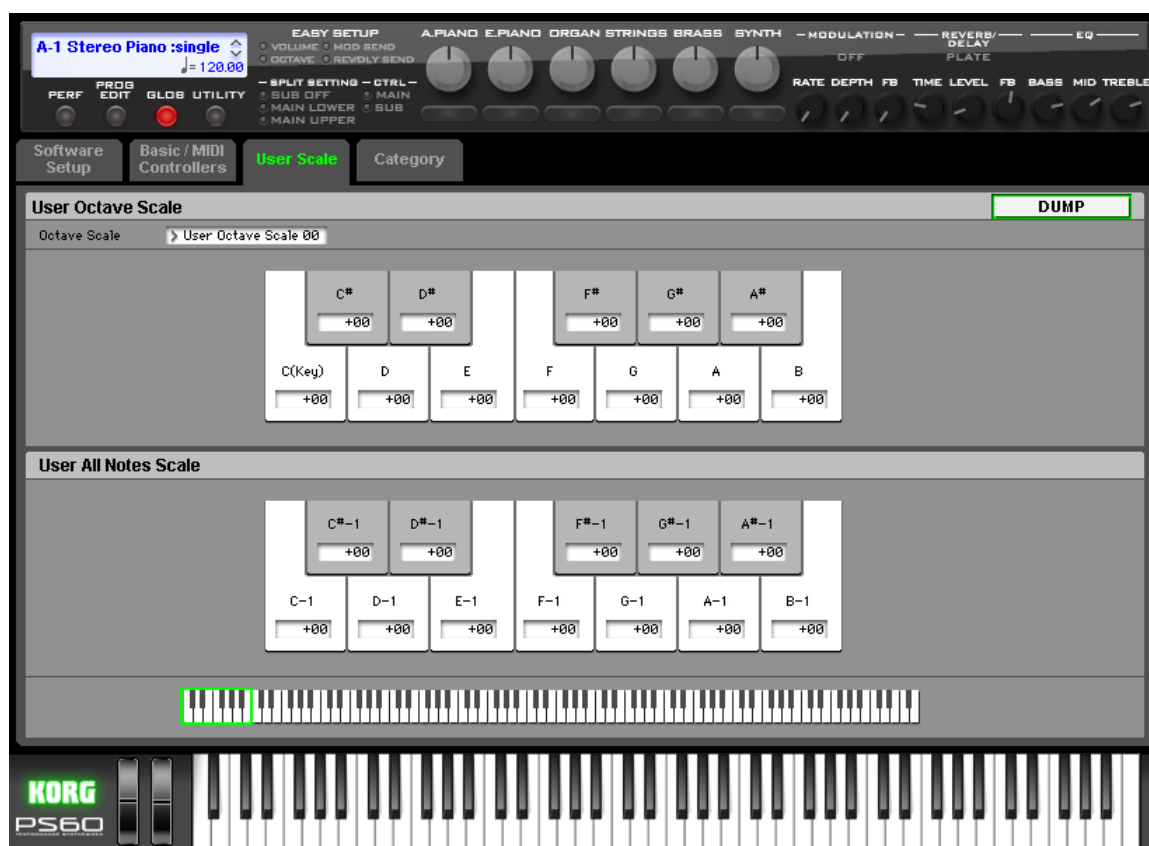 EASY SETUP
A.PIANO E.PIANO ORGAN STRINGS BRASS SYNTH
MODULATION
REVERB/
DELAY
EQ
A-1 Stereo Piano :single
♩= 120.00
VOLUME MOD SEND
OCTAVE REVDLY SEND
OFF
PLATE
SPLIT SETTING CTRL
SUB OFF MAIN
MAIN LOWER SUB
MAIN UPPER
PERF PROG EDIT GLOB UTILITY
RATE DEPTH FB TIME LEVEL FB BASS MID TREBLE
Software Setup
Basic / MIDI Controllers
User Scale
Category
User Octave Scale
DUMP
Octave Scale
User Octave Scale 00
C# D# F# G# A#
+00 +00 +00 +00 +00
C(Key) D E F G A B
+00 +00 +00 +00 +00 +00 +00
User All Notes Scale
C#-1 D#-1 F#-1 G#-1 A#-1
+00 +00 +00 +00 +00
C-1 D-1 E-1 F-1 G-1 A-1 B-1
+00 +00 +00 +00 +00 +00 +00
KORG
PS60
PERFORMANCE SYNTHESIZER